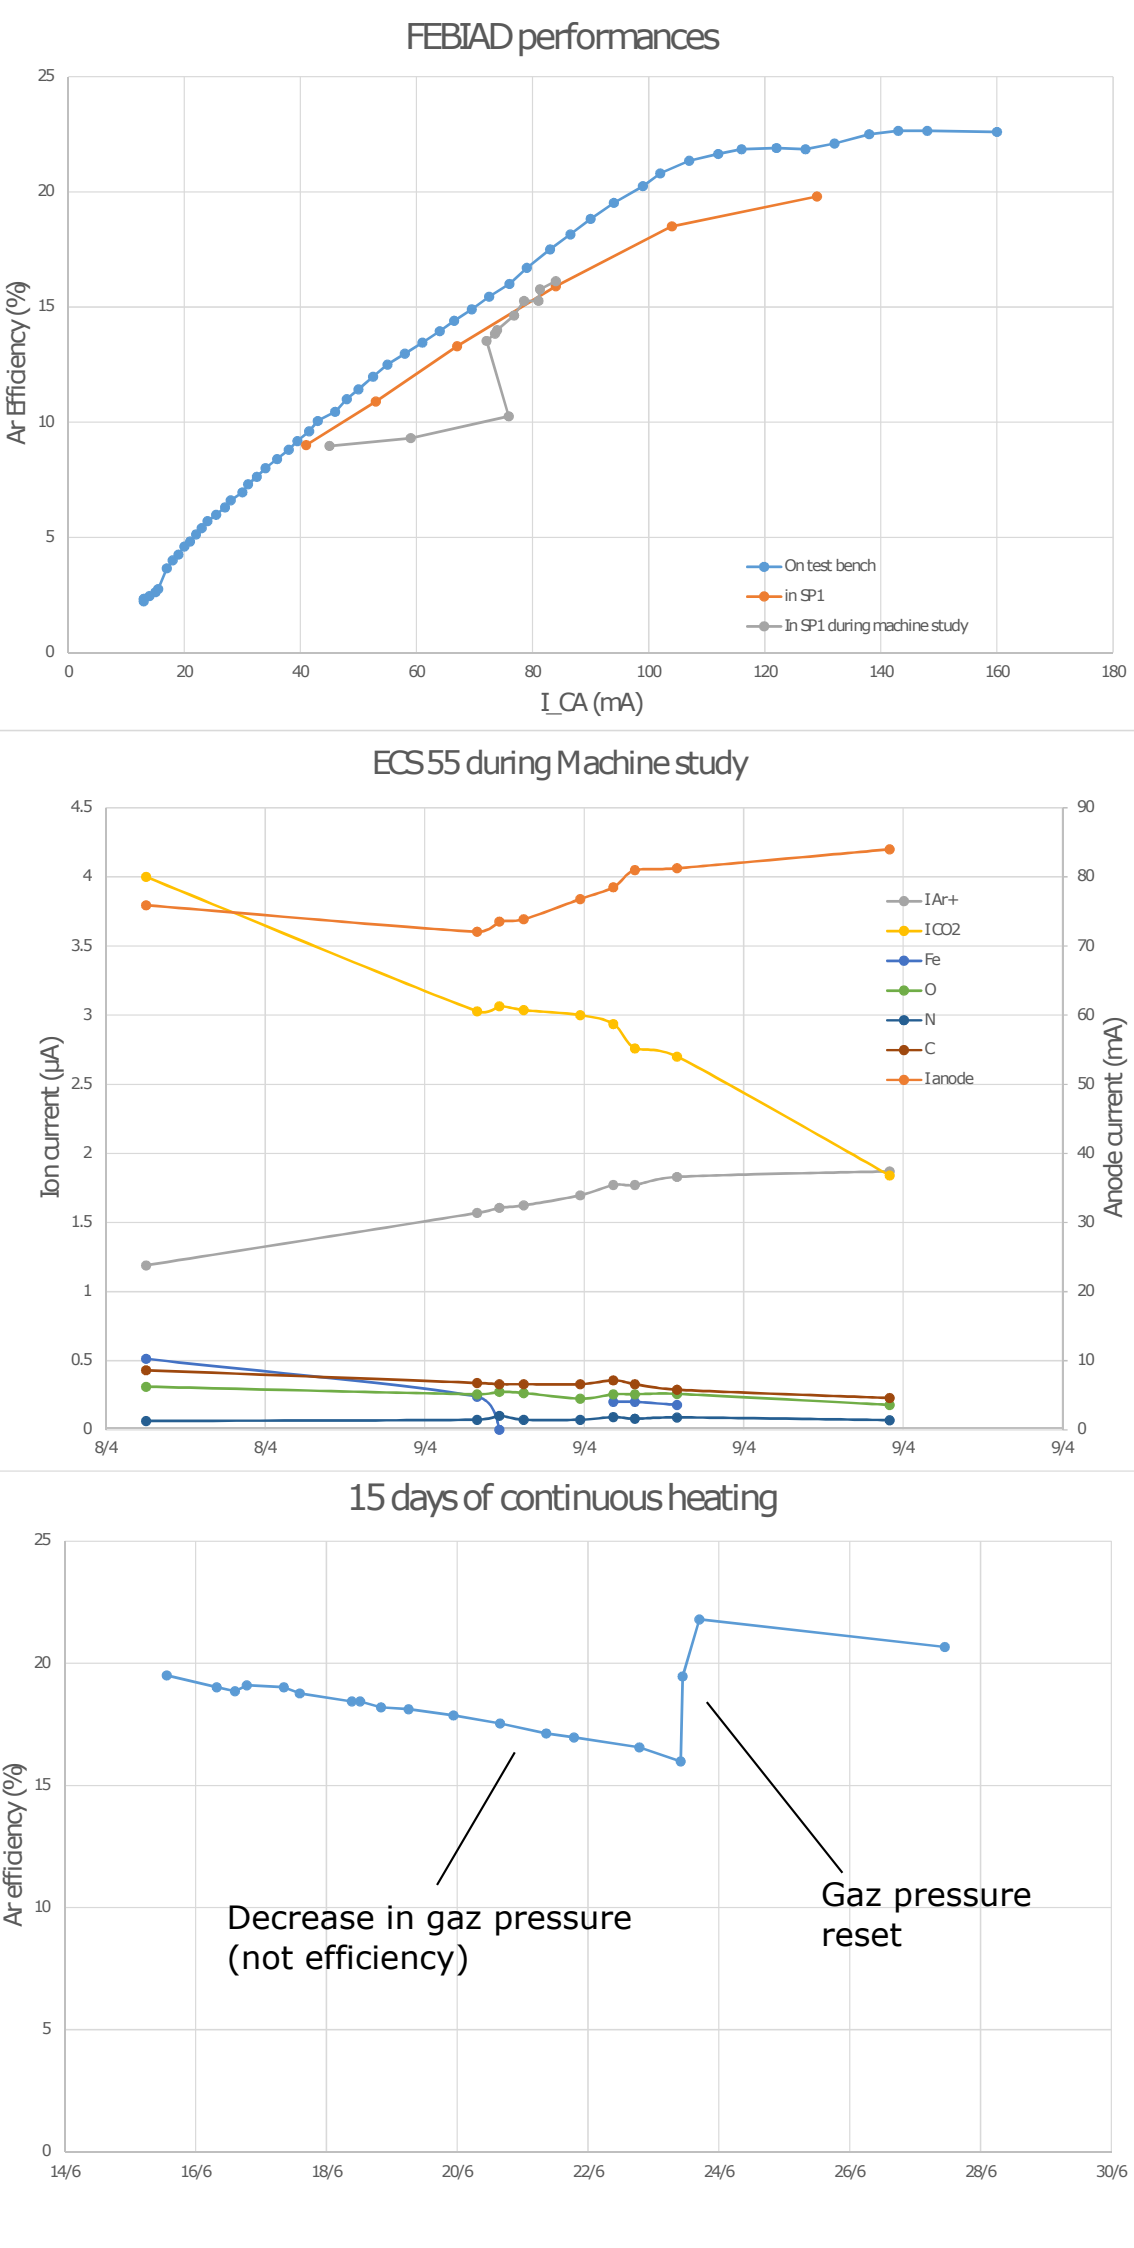 FEBIAD performances
25
20
15
10
5
0
Ar Efficiency (%)
0 20 40 60 80 100 120 140 160 180
I_CA (mA)
On test bench
in SP1
In SP1 during machine study
ECS 55 during Machine study
4.5
4
3.5
3
2.5
2
1.5
1
0.5
0
Ion current (µA)
90
80
70
60
50
40
30
20
10
0
Anode current (mA)
8/4 8/4 9/4 9/4 9/4 9/4 9/4
I Ar+
I CO2
Fe
O
N
C
I anode
15 days of continuous heating
25
20
15
10
5
0
Ar efficiency (%)
14/6 16/6 18/6 20/6 22/6 24/6 26/6 28/6 30/6
Decrease in gaz pressure
(not efficiency)
Gaz pressure
reset